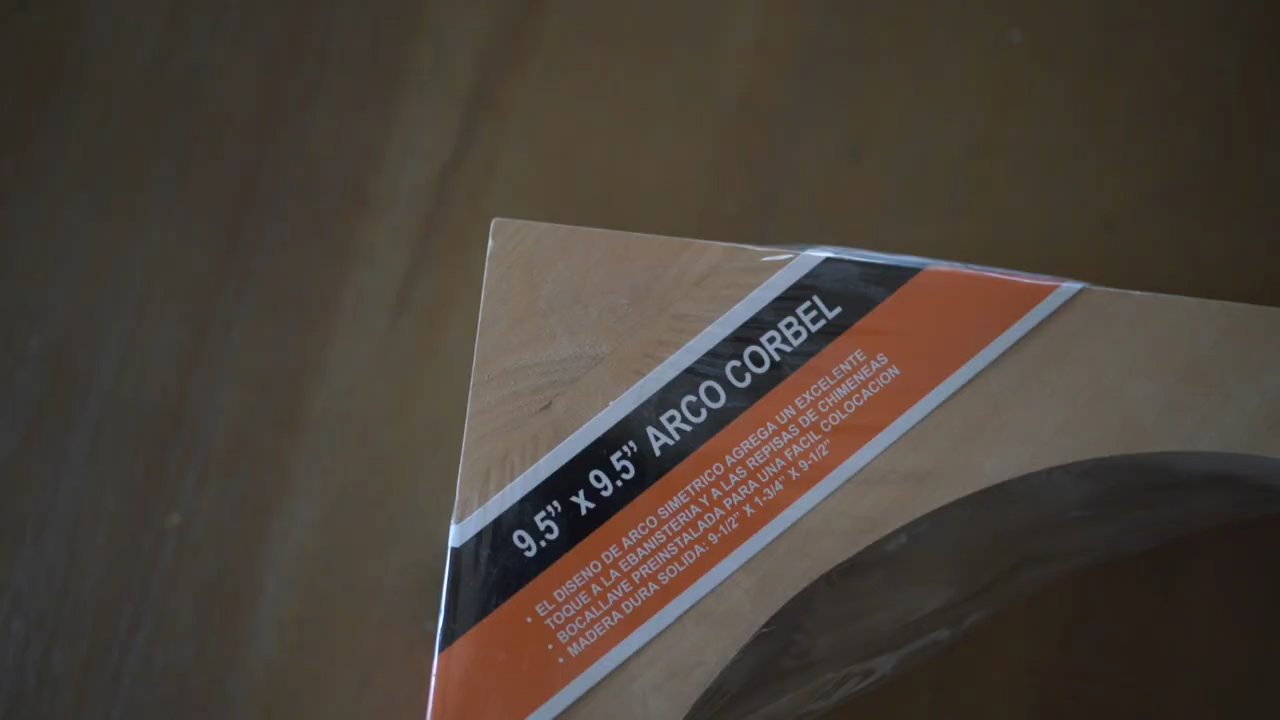 9.5” x 9.5” ARCO CORBEL
• EL DISENO DE ARCO SIMETRICO AGREGA UN EXCELENTE
TOQUE A LA EBANISTERIA Y A LAS REPISAS DE CHIMENEAS
• BOCALLAVE PREINSTALADA PARA UNA FACIL COLOCACION
• MADERA DURA SOLIDA: 9-1/2” X 1-3/4” X 9-1/2”